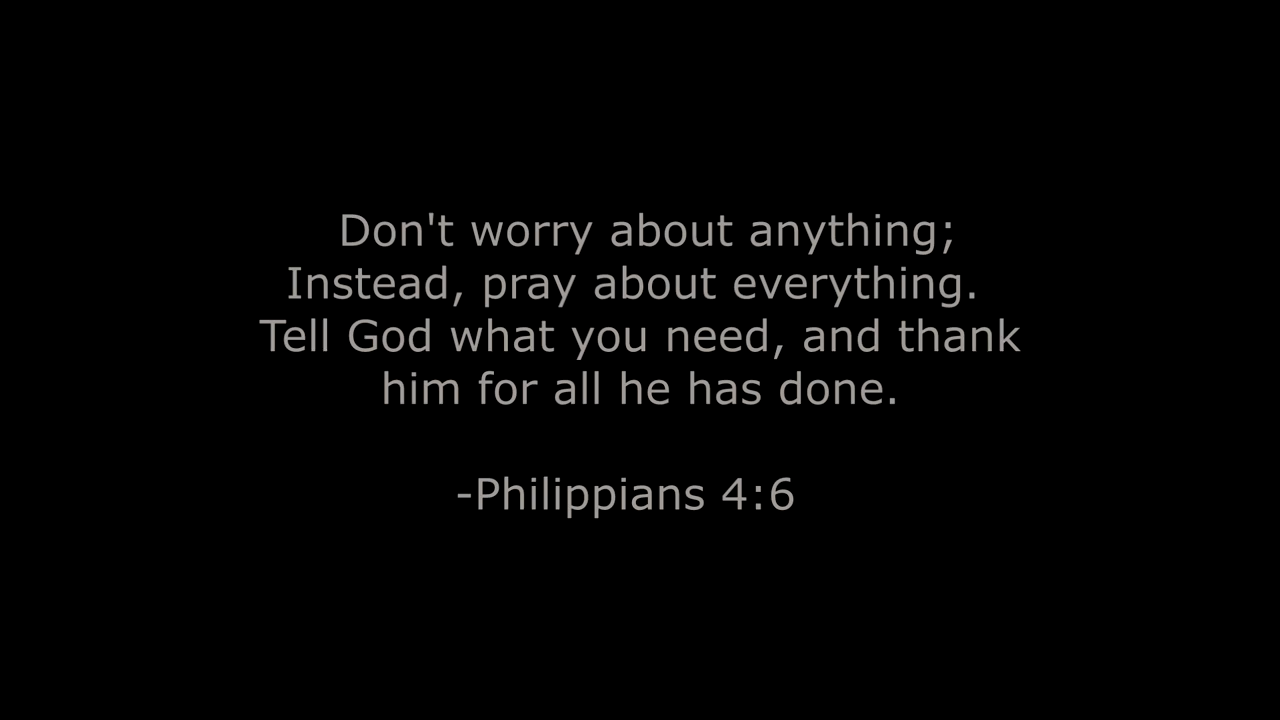 Don't worry about anything;
Instead, pray about everything.
Tell God what you need, and thank
him for all he has done.
-Philippians 4:6